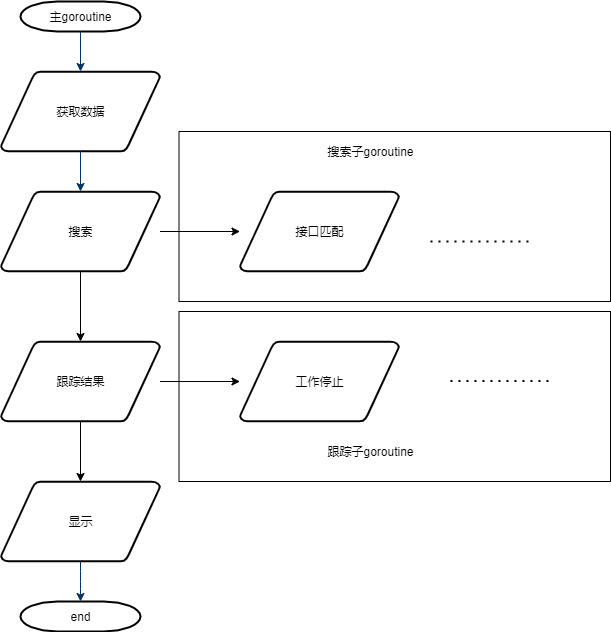 主goroutine
获取数据
搜索子goroutine
搜索
接口匹配
.............
跟踪结果
工作停止
.............
跟踪子goroutine
显示
end